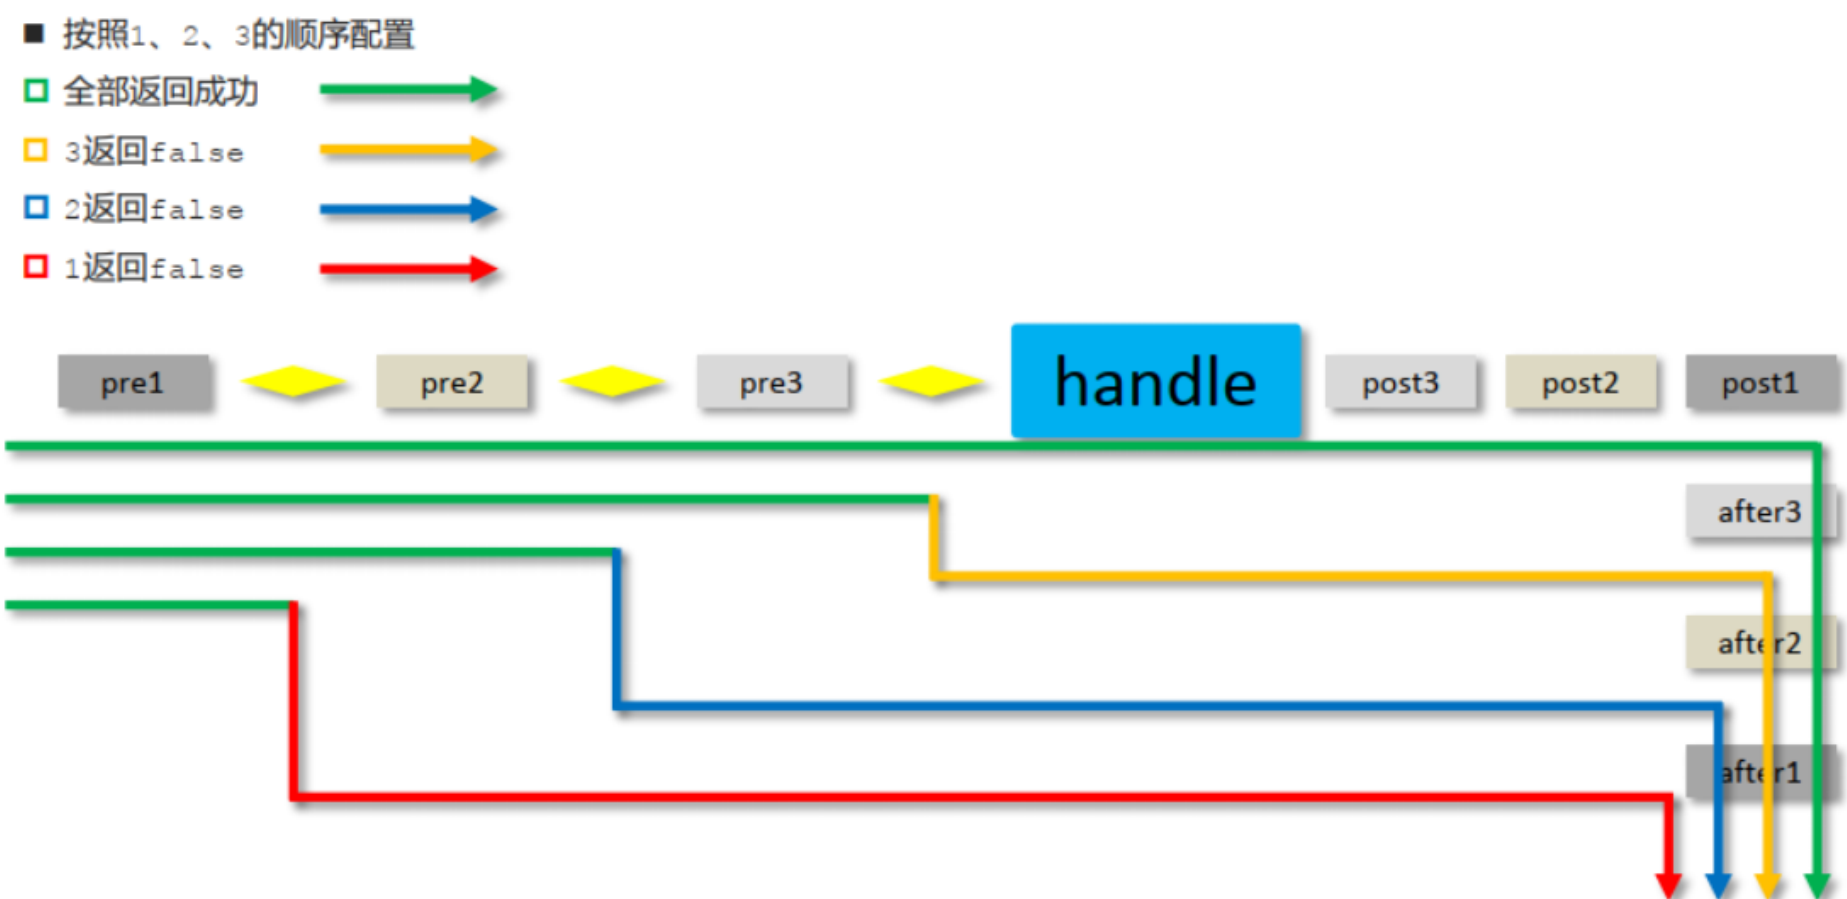 按照1、2、3的顺序配置
全部返回成功
3返回false
2返回false
1返回false
pre1 pre2 pre3 handle post3 post2 post1
after3
after2
after1